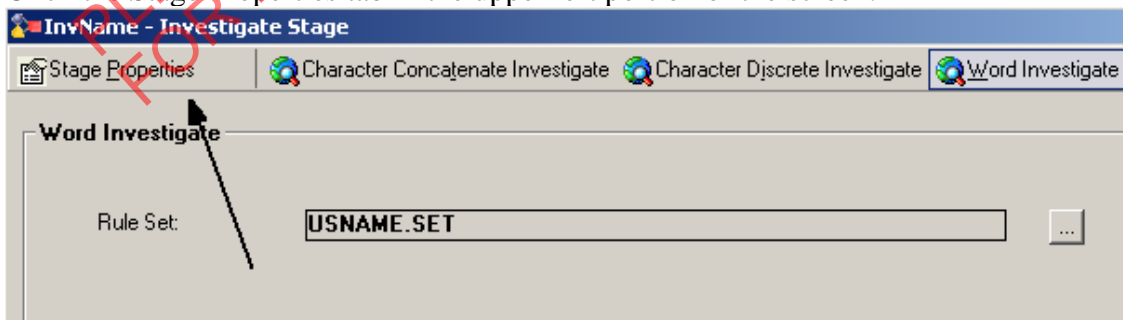 InvName - Investigate Stage
Stage Properties Character Concatenate Investigate Character Discrete Investigate Word Investigate
Word Investigate
Rule Set: USNAME.SET ...